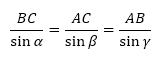 BC/sin α = AC/sin β = AB/sin γ